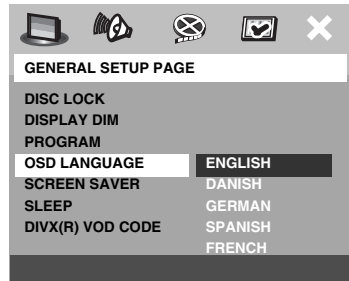 GENERAL SETUP PAGE
DISC LOCK
DISPLAY DIM
PROGRAM
OSD LANGUAGE ENGLISH
SCREEN SAVER DANISH
SLEEP GERMAN
DIVX(R) VOD CODE SPANISH
FRENCH